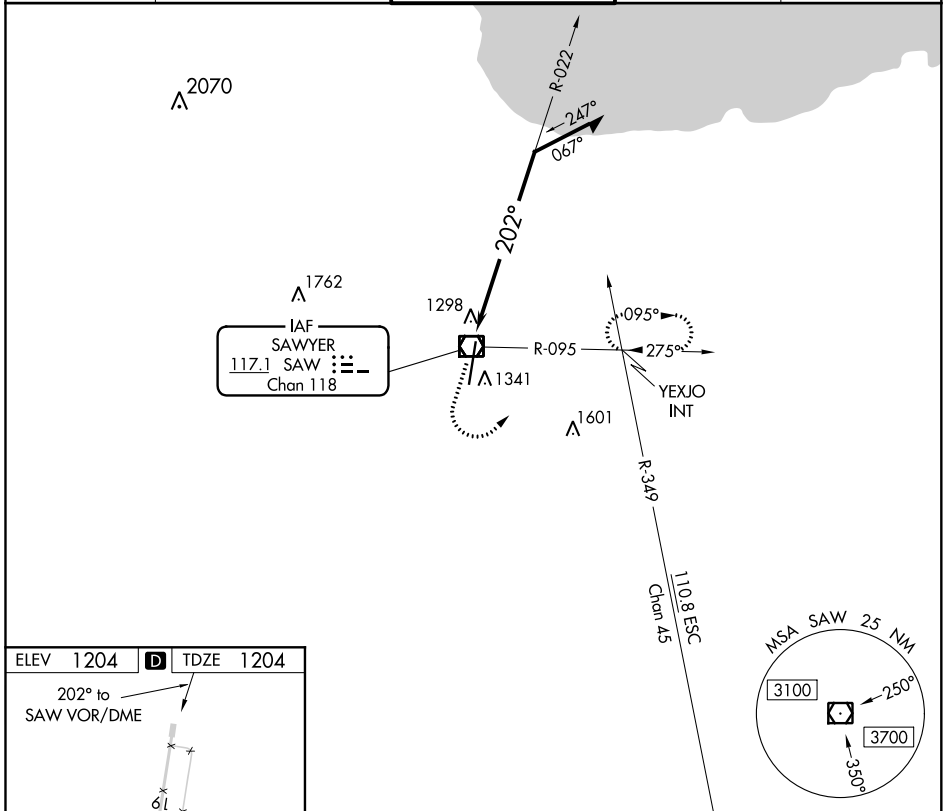 2070
R-022
247°
067°
202°
1762
1298
IAF
SAWYER
117.1 SAW
Chan 118
R-095
095°
275°
1341
YEXJO
INT
1601
R-349
110.8 ESC
Chan 45
MSA SAW 25 NM
3100
250°
3700
350°
ELEV 1204 D TDZE 1204
202° to
SAW VOR/DME